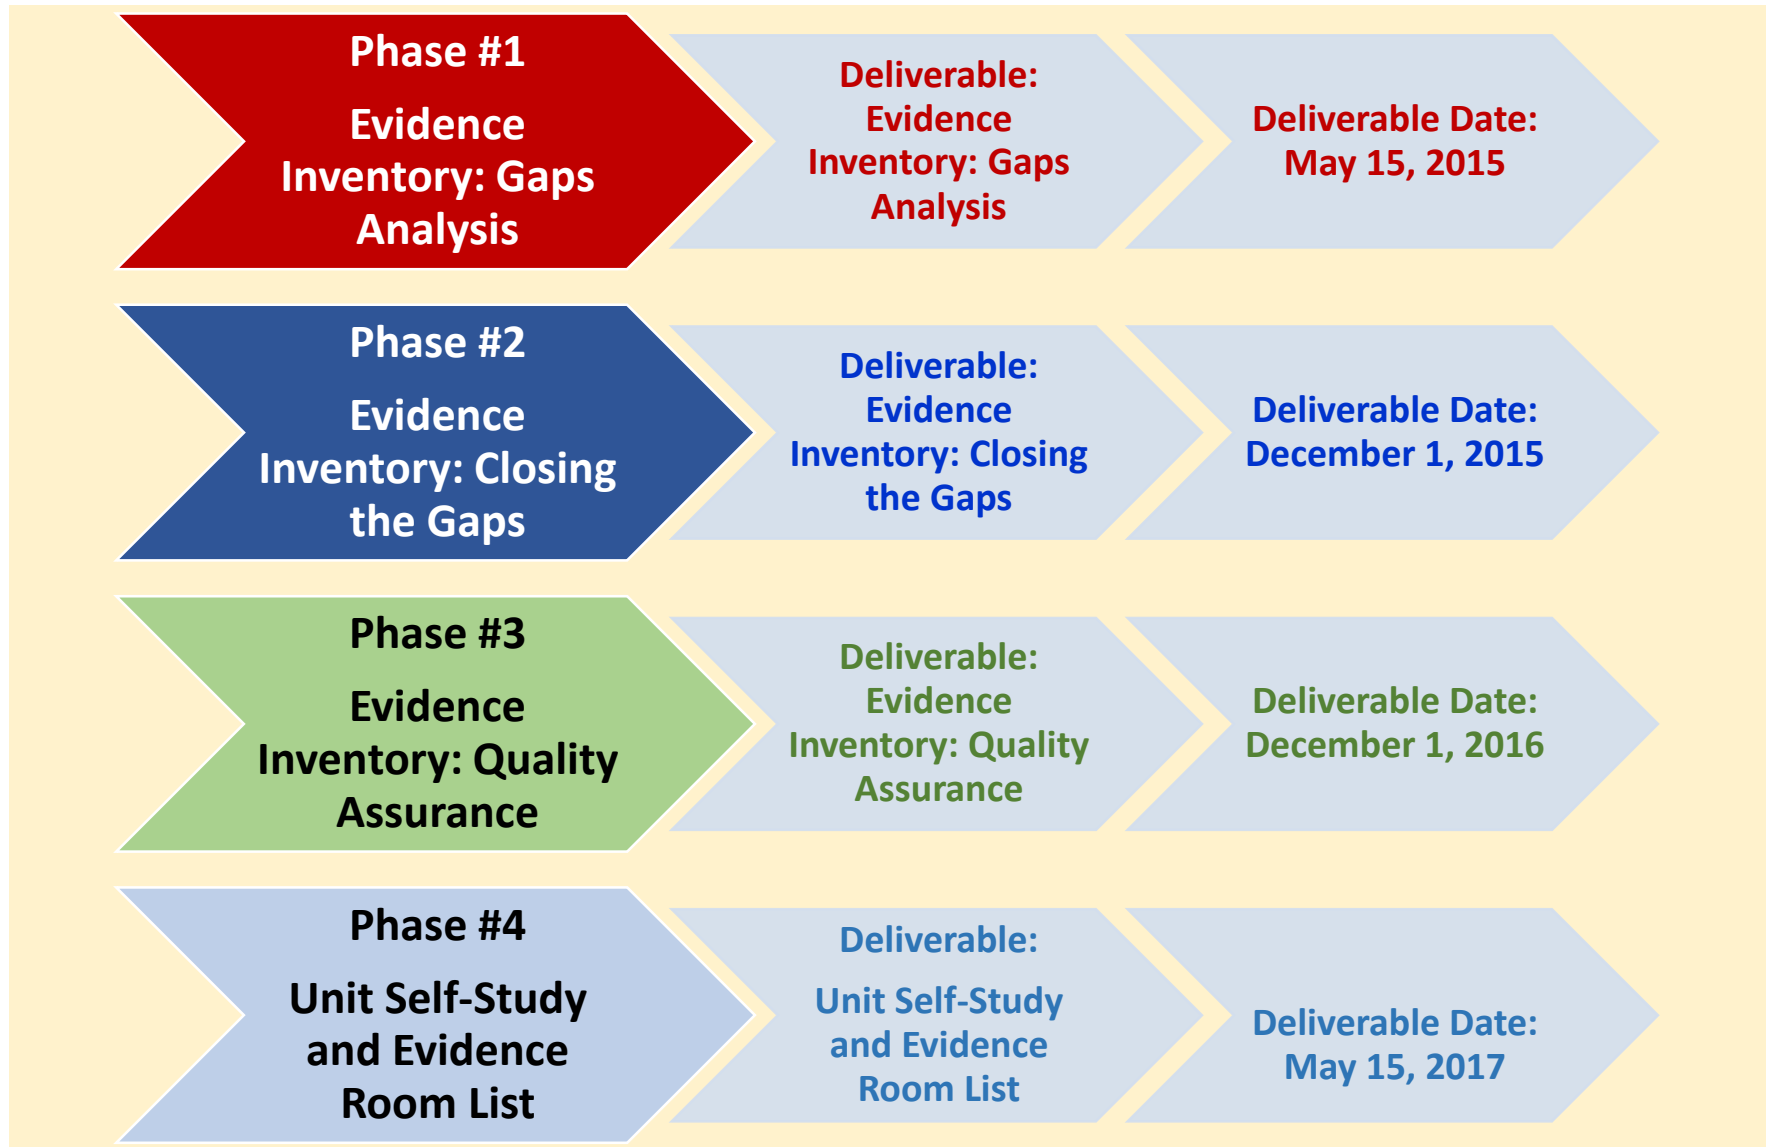 Phase #1
Evidence
Inventory: Gaps
Analysis
Deliverable:
Evidence
Inventory: Gaps
Analysis
Deliverable Date:
May 15, 2015
Phase #2
Evidence
Inventory: Closing
the Gaps
Deliverable:
Evidence
Inventory: Closing
the Gaps
Deliverable Date:
December 1, 2015
Phase #3
Evidence
Inventory: Quality
Assurance
Deliverable:
Evidence
Inventory: Quality
Assurance
Deliverable Date:
December 1, 2016
Phase #4
Unit Self-Study
and Evidence
Room List
Deliverable:
Unit Self-Study
and Evidence
Room List
Deliverable Date:
May 15, 2017